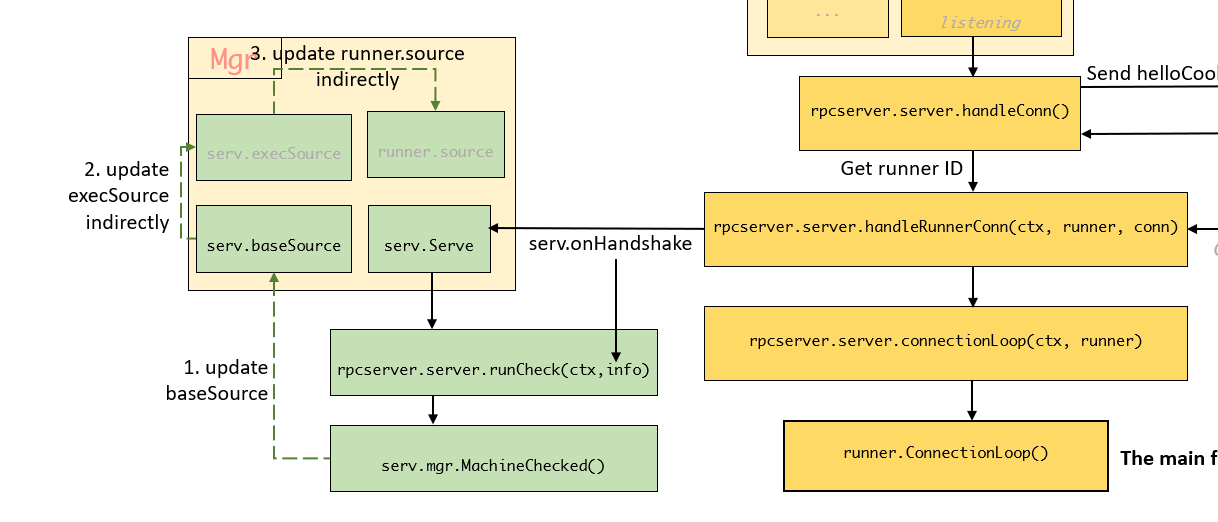 ...
listening
Mgr
3. update runner.source
indirectly
Send helloCoo
rpcserver.server.handleConn()
serv.execSource
runner.source
2. update
execSource
indirectly
Get runner ID
serv.baseSource
serv.Serve
serv.onHandshake
rpcserver.server.handleRunnerConn(ctx, runner, conn)
rpcserver.server.connectionLoop(ctx, runner)
1. update
baseSource
rpcserver.server.runCheck(ctx,info)
serv.mgr.MachineChecked()
runner.ConnectionLoop()
The main f